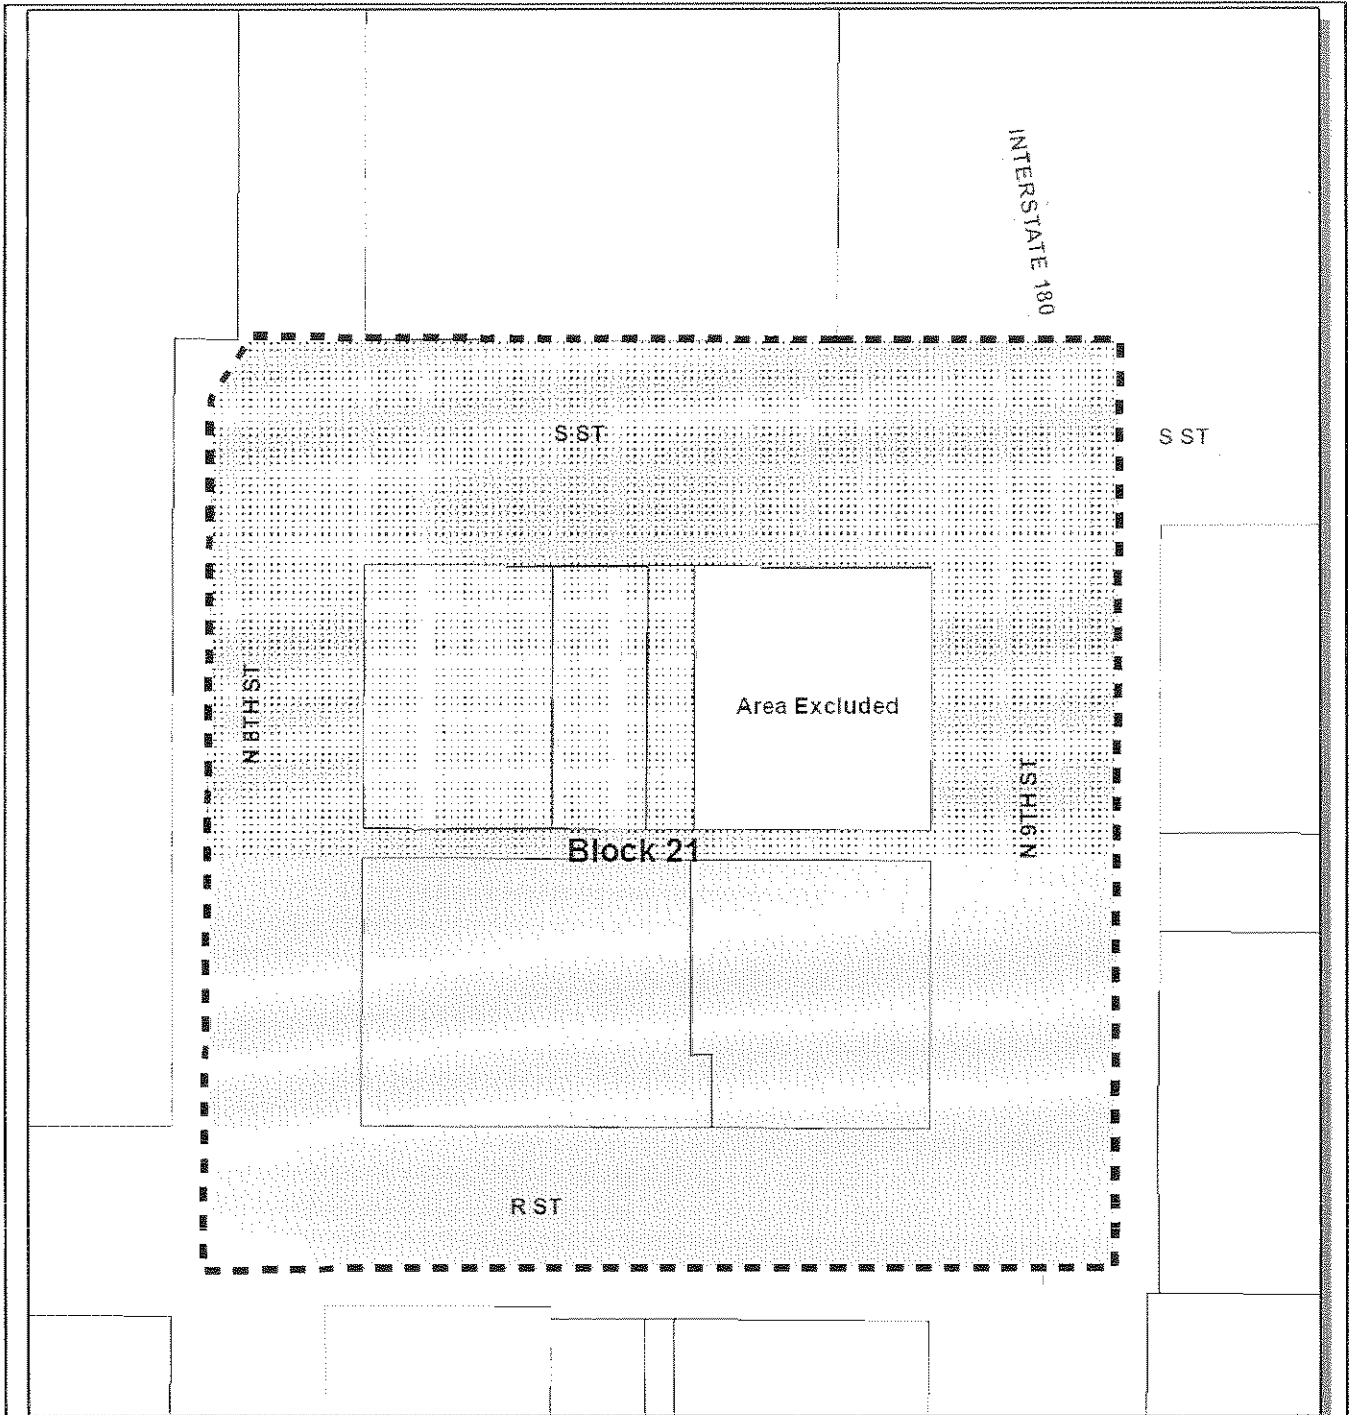 INTERSTATE 180
S ST
S ST
N 8TH ST
Area Excluded
N 9TH ST
Block 21
R ST